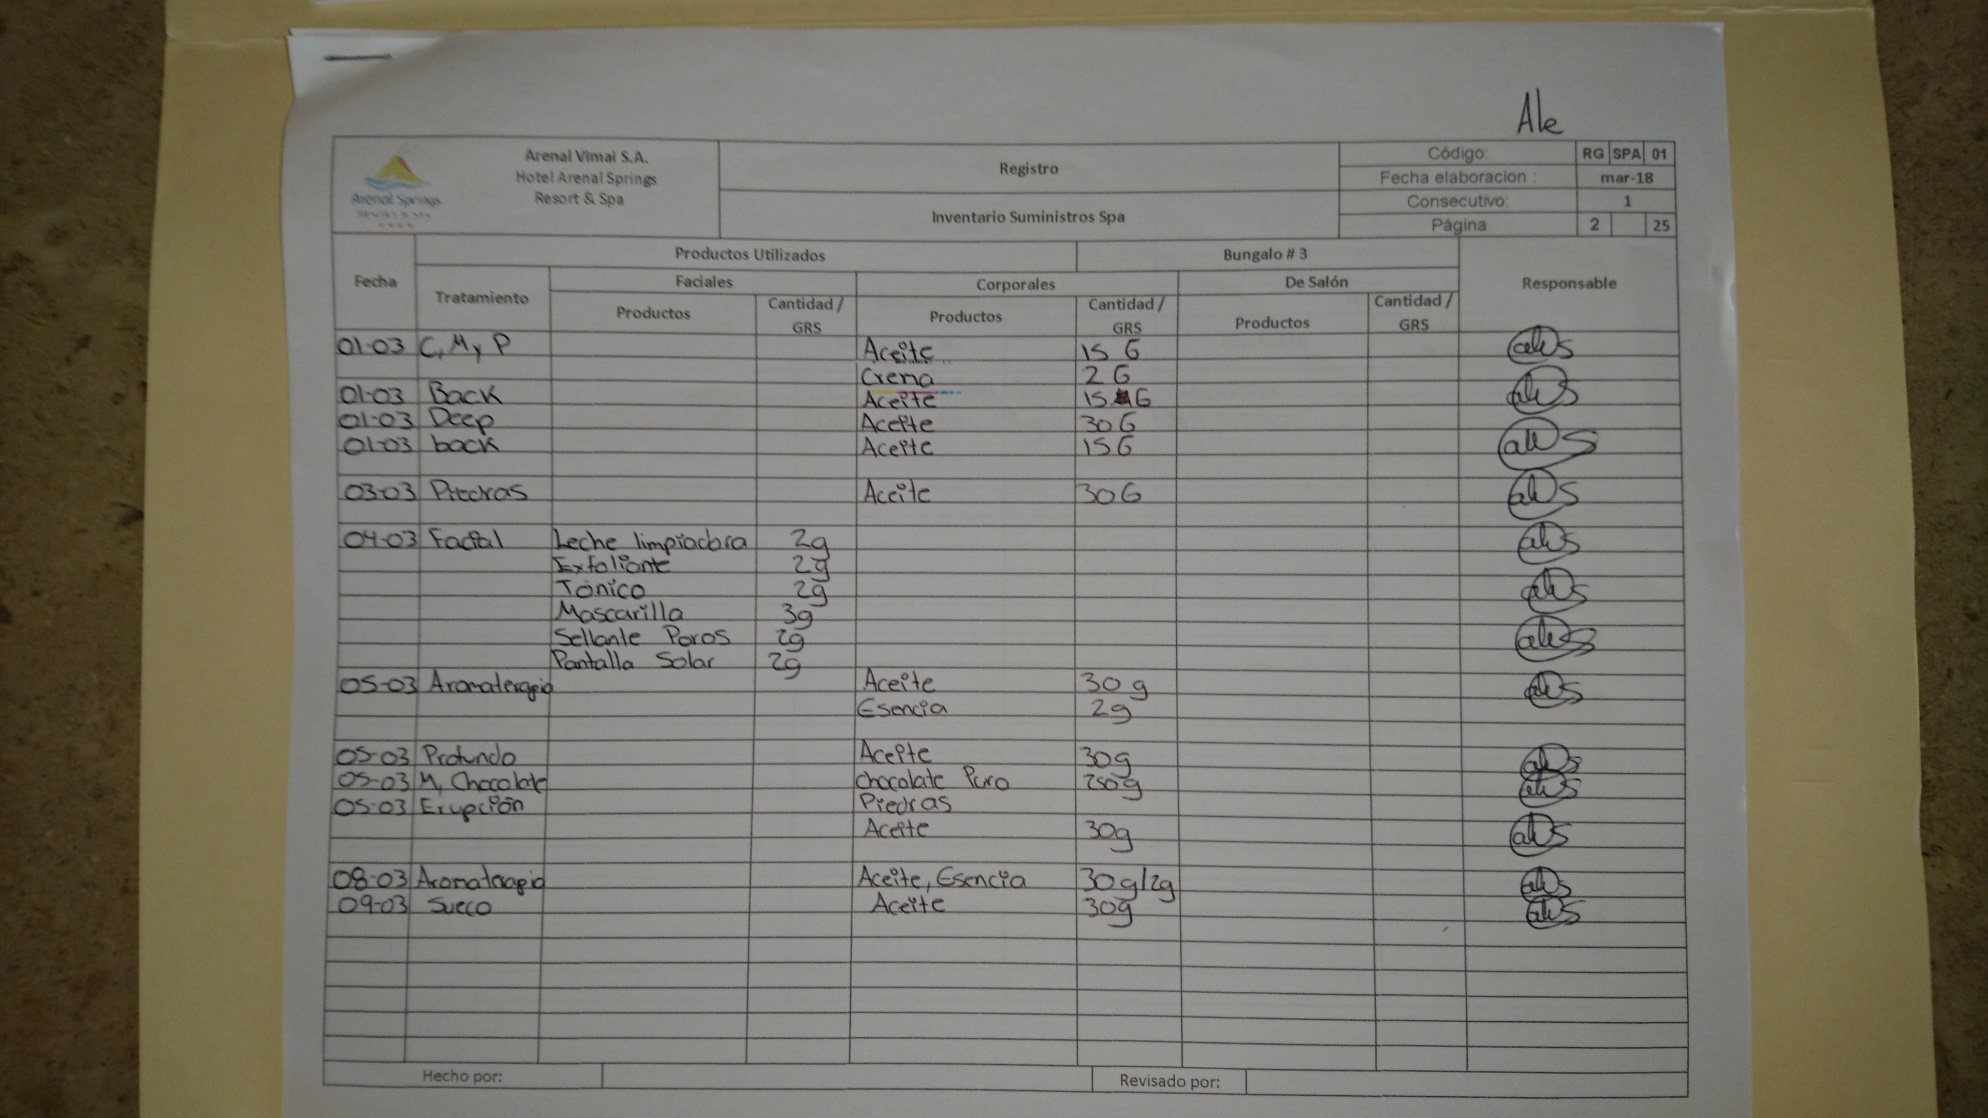 Ale
Arenal Vimal S.A.
Hotel Arenal Springs
Resort & Spa
Arenal Springs
RESORT & SPA
Registro
Inventario Suministros Spa
Código: RG SPA 01
Fecha elaboracion : mar-18
Consecutivo: 1
Página 2 25
Fecha Productos Utilizados Bungalo # 3 Responsable
Tratamiento Faciales Corporales De Salón
Productos Cantidad / GRS Productos Cantidad / GRS Productos Cantidad / GRS
01-03 C, M y P Aceite 15 G
Crema 2 G
01-03 Back Aceite 15 G
01-03 Deep Aceite 30 G
01-03 back Aceite 15 G
03-03 Piedras Aceite 30 G
04-03 Facial Leche limpiadora 2g
Exfoliante 2g
Tónico 2g
Mascarilla 3g
Sellante Poros 2g
Pantalla Solar 2g
05-03 Aromaterapia Aceite 30 g
Esencia 2g
05-03 Profundo Aceite 30g
05-03 M, Chocolate chocolate Puro 250g
05-03 Erupción Piedras
Aceite 30g
08-03 Aromaterapia Aceite, Esencia 30g/2g
09-03 Sueco Aceite 30g
Hecho por: Revisado por: